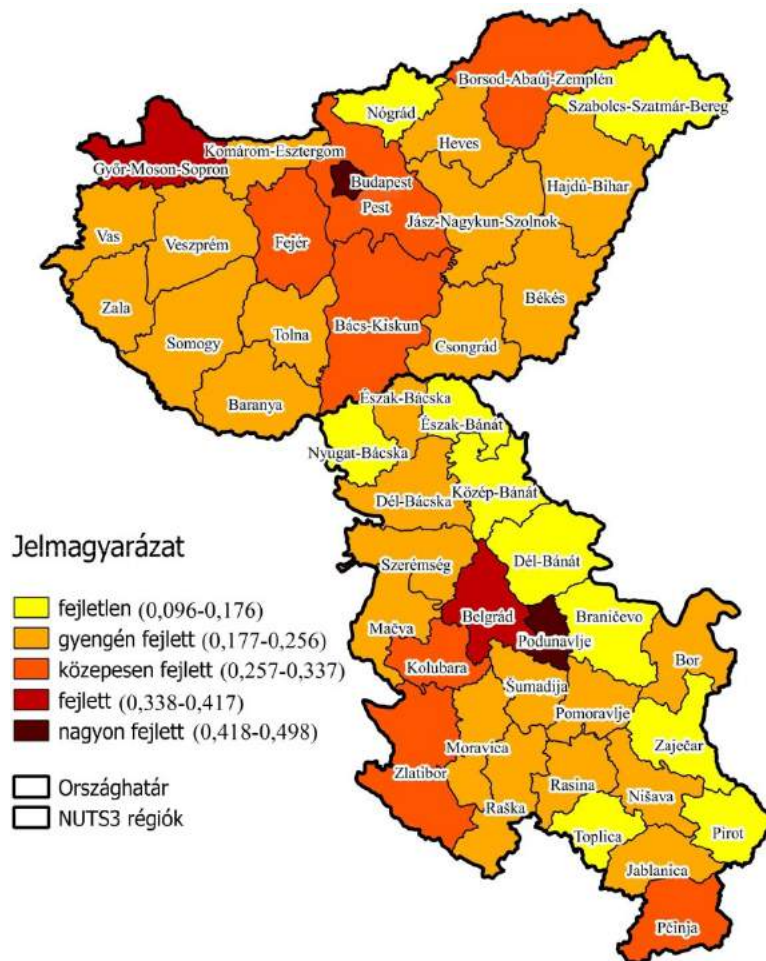 Borsod-Abaúj-Zemplén
Nógrád
Szabolcs-Szatmár-Bereg
Heves
Komárom-Esztergom
Győr-Moson-Sopron
Budapest
Pest
Hajdú-Bihar
Jász-Nagykun-Szolnok
Vas
Veszprém
Fejér
Zala
Somogy
Tolna
Bács-Kiskun
Békés
Csongrád
Baranya
Észak-Bácska
Észak-Bánát
Nyugat-Bácska
Közép-Bánát
Dél-Bácska
Dél-Bánát
Szerémség
Mačva
Belgrád
Podunavlje
Braničevo
Kolubara
Bor
Šumadija
Pomoravlje
Zaječar
Moravica
Zlatibor
Raška
Rasina
Nišava
Toplica
Pirot
Jablanica
Pčinja
Jelmagyarázat
fejletlen (0,096-0,176)
gyengén fejlett (0,177-0,256)
közepesen fejlett (0,257-0,337)
fejlett (0,338-0,417)
nagyon fejlett (0,418-0,498)
Országhatár
NUTS3 régiók